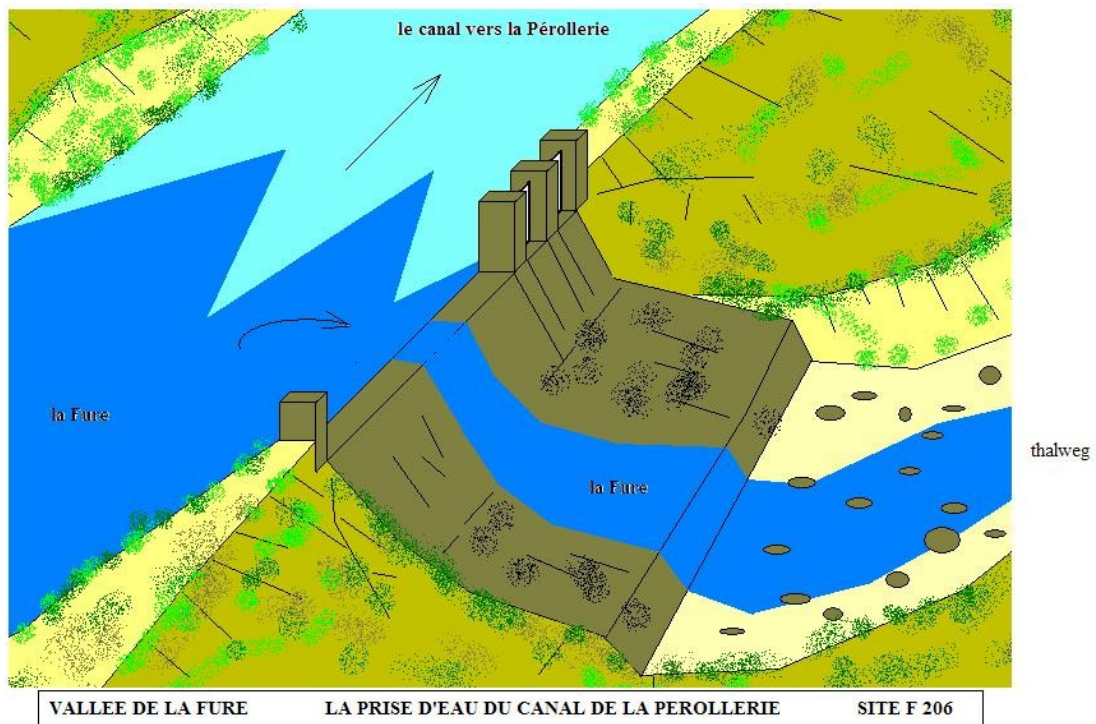 le canal vers la Pérollerie
la Fure
thalweg
la Fure
VALLEE DE LA FURE LA PRISE D'EAU DU CANAL DE LA PEROLLERIE SITE F 206